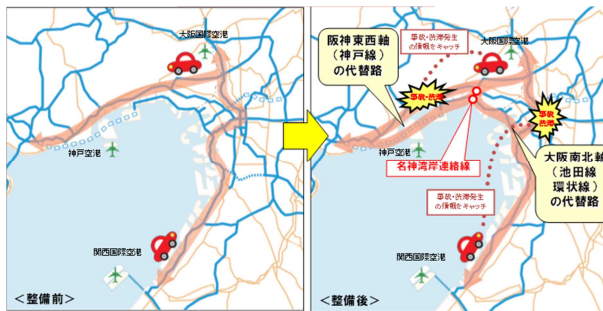 大阪国際空港
神戸空港
関西国際空港
＜整備前＞
阪神東西軸
（神戸線）
の代替路
事故・渋滞発生
の情報をキャッチ
大阪国際空港
事故・渋滞
事故
渋滞
神戸空港
名神湾岸連絡線
大阪南北軸
（池田線
環状線）
の代替路
事故・渋滞発生
の情報をキャッチ
関西国際空港
＜整備後＞